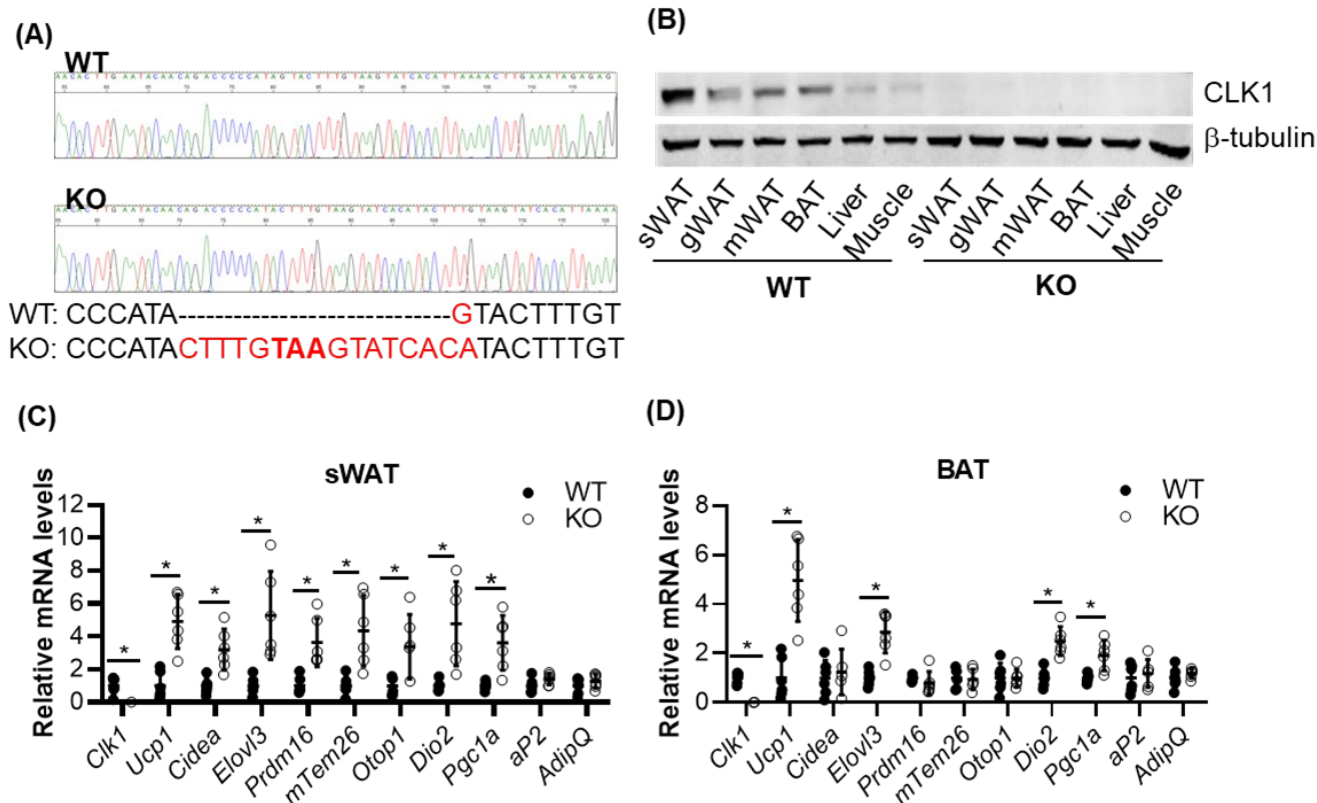 (A)
WT
AACACTTGAATACAACAGACCCCCATAGTACTTTGTAAGTATCACATTAAAACTTGAAATAGAGAG
KO
AACACTTGAATACAACAGACCCCCATACTTTGTAAGTATCACATACTTTGTAAGTATCACATTAAAA
WT: CCCATA------------------------------GTACTTTGT
KO: CCCATACTTTGTAAGTATCACATACTTTGT
(B)
CLK1
β-tubulin
sWAT gWAT mWAT BAT Liver Muscle sWAT gWAT mWAT BAT Liver Muscle
WT KO
(C)
sWAT
Relative mRNA levels
12
10
8
6
4
2
0
WT
KO
* * * * * * * * *
Clk1 Ucp1 Cidea Elovl3 Prdm16 mTem26 Otop1 Dio2 Pgc1a aP2 AdipQ
(D)
BAT
Relative mRNA levels
8
6
4
2
0
WT
KO
* * * * *
Clk1 Ucp1 Cidea Elovl3 Prdm16 mTem26 Otop1 Dio2 Pgc1a aP2 AdipQ